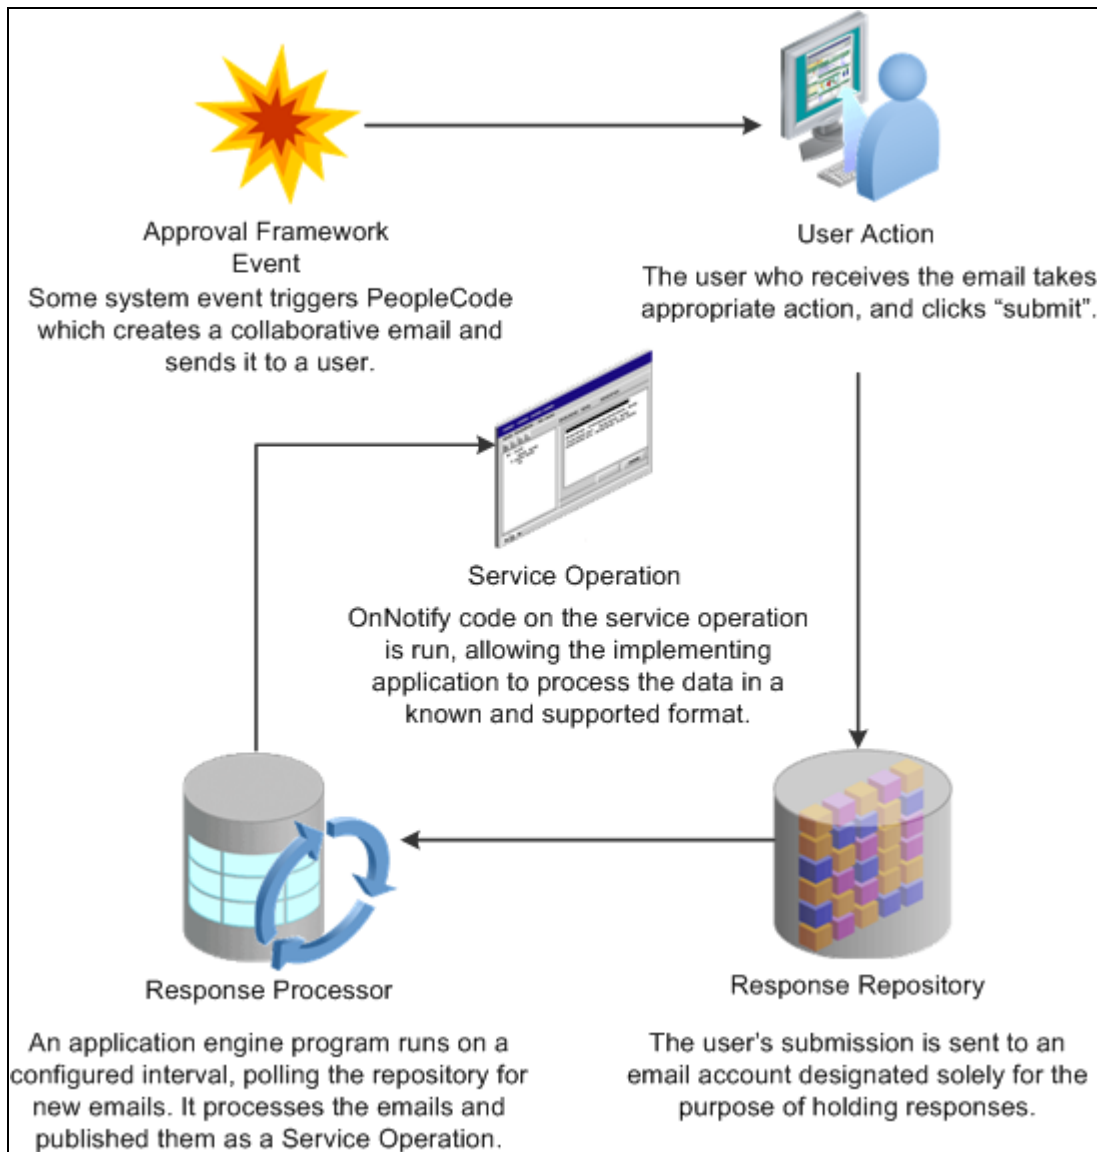 Approval Framework
Event
Some system event triggers PeopleCode
which creates a collaborative email and
sends it to a user.
User Action
The user who receives the email takes
appropriate action, and clicks “submit”.
Service Operation
OnNotify code on the service operation
is run, allowing the implementing
application to process the data in a
known and supported format.
Response Processor
An application engine program runs on a
configured interval, polling the repository for
new emails. It processes the emails and
published them as a Service Operation.
Response Repository
The user’s submission is sent to an
email account designated solely for the
purpose of holding responses.